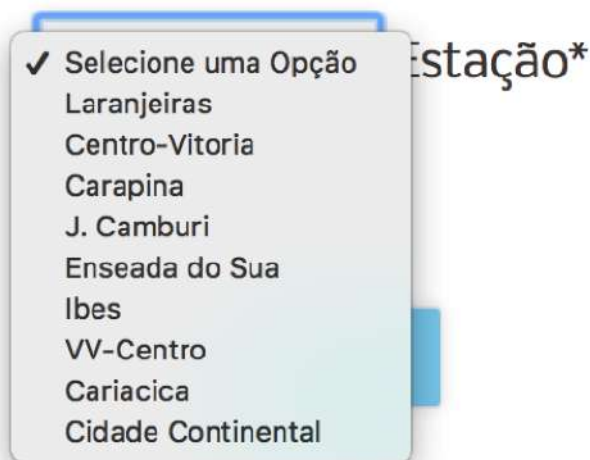 ✓ Selecione uma Opção
Estação*
Laranjeiras
Centro-Vitoria
Carapina
J. Camburi
Enseada do Sua
Ibes
VV-Centro
Cariacica
Cidade Continental